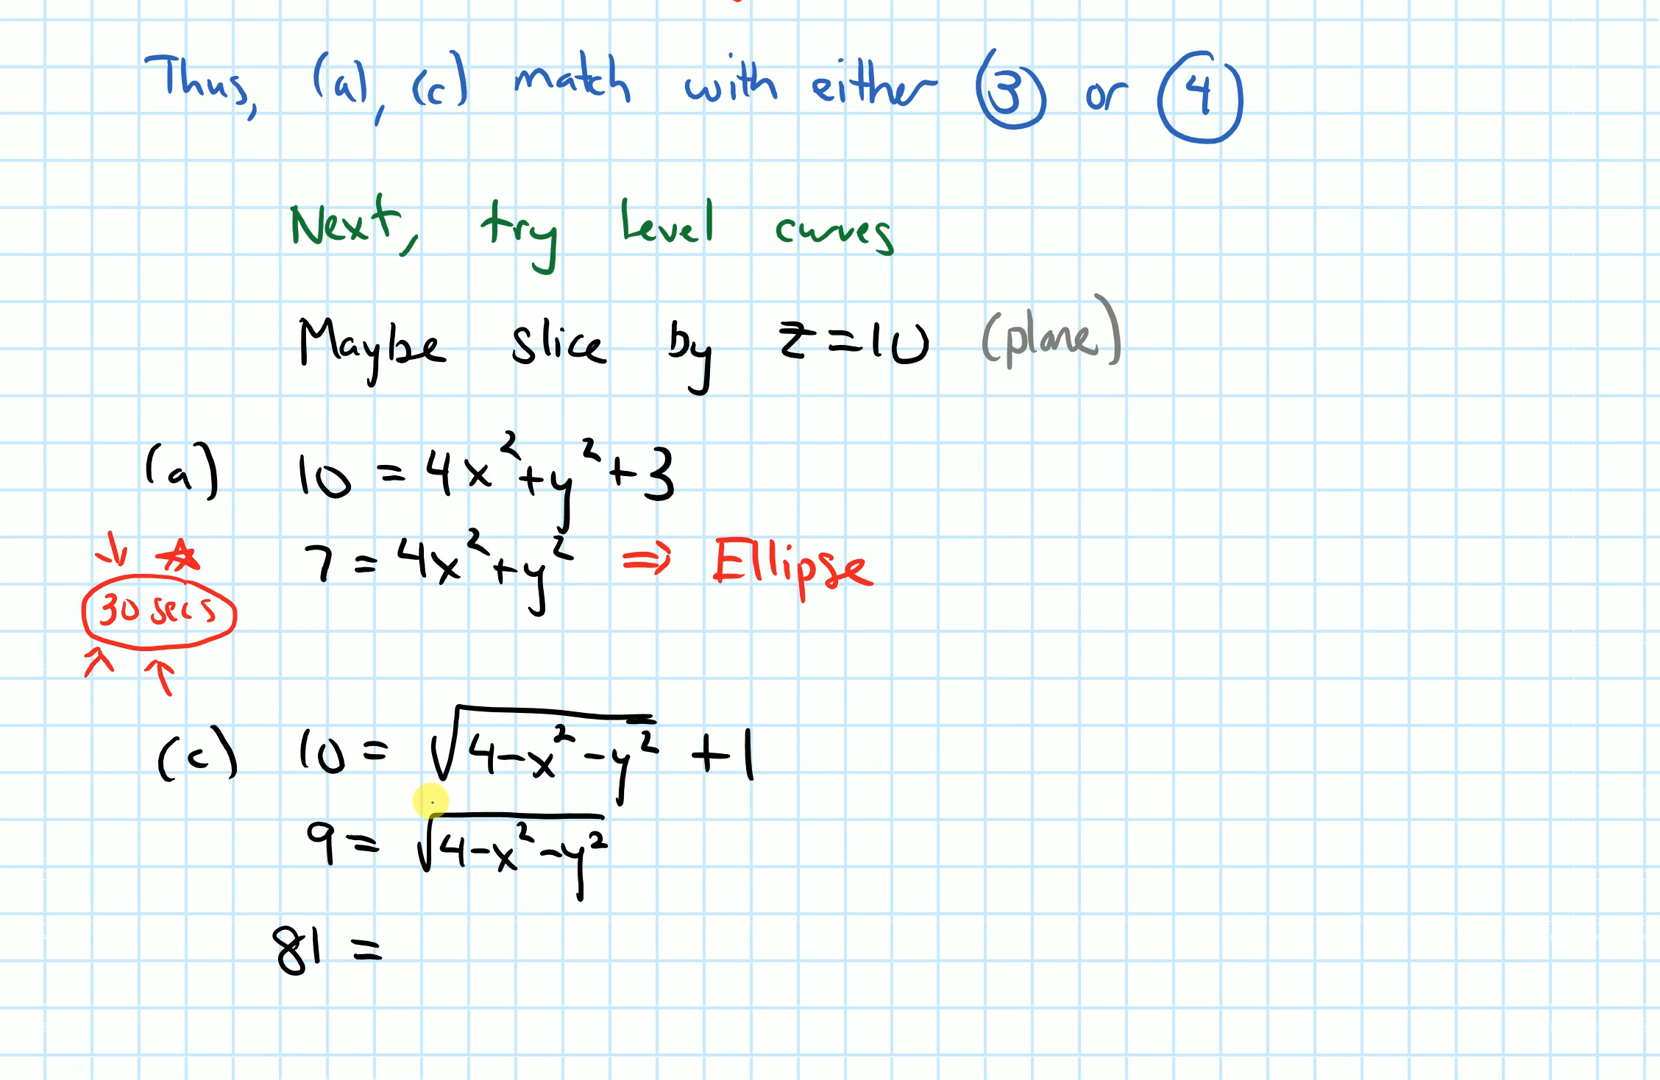 Thus, (a), (c) match with either ③ or ④
Next, try Level curves
Maybe slice by z=10 (plane)
(a) 10 = 4x²+y²+3
7 = 4x²+y² ⇒ Ellipse
30 secs
(c) 10 = √(4-x²-y²) +1
9 = √(4-x²-y²)
81 =